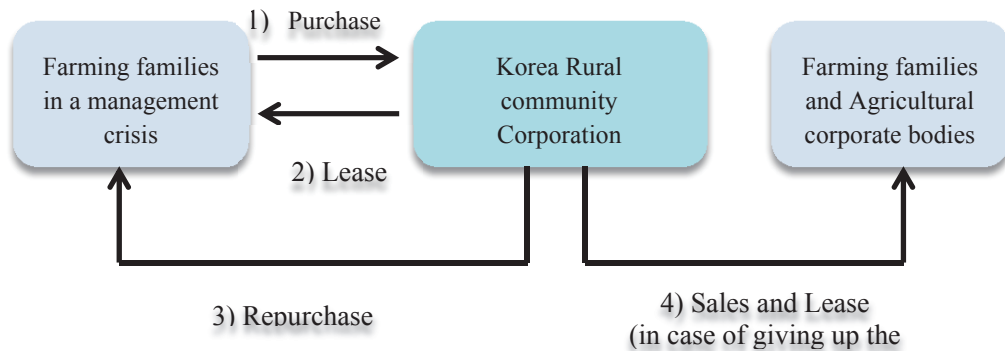 1) Purchase
Farming families
in a management
crisis
Korea Rural
community
Corporation
Farming families
and Agricultural
corporate bodies
2) Lease
3) Repurchase
4) Sales and Lease
(in case of giving up the